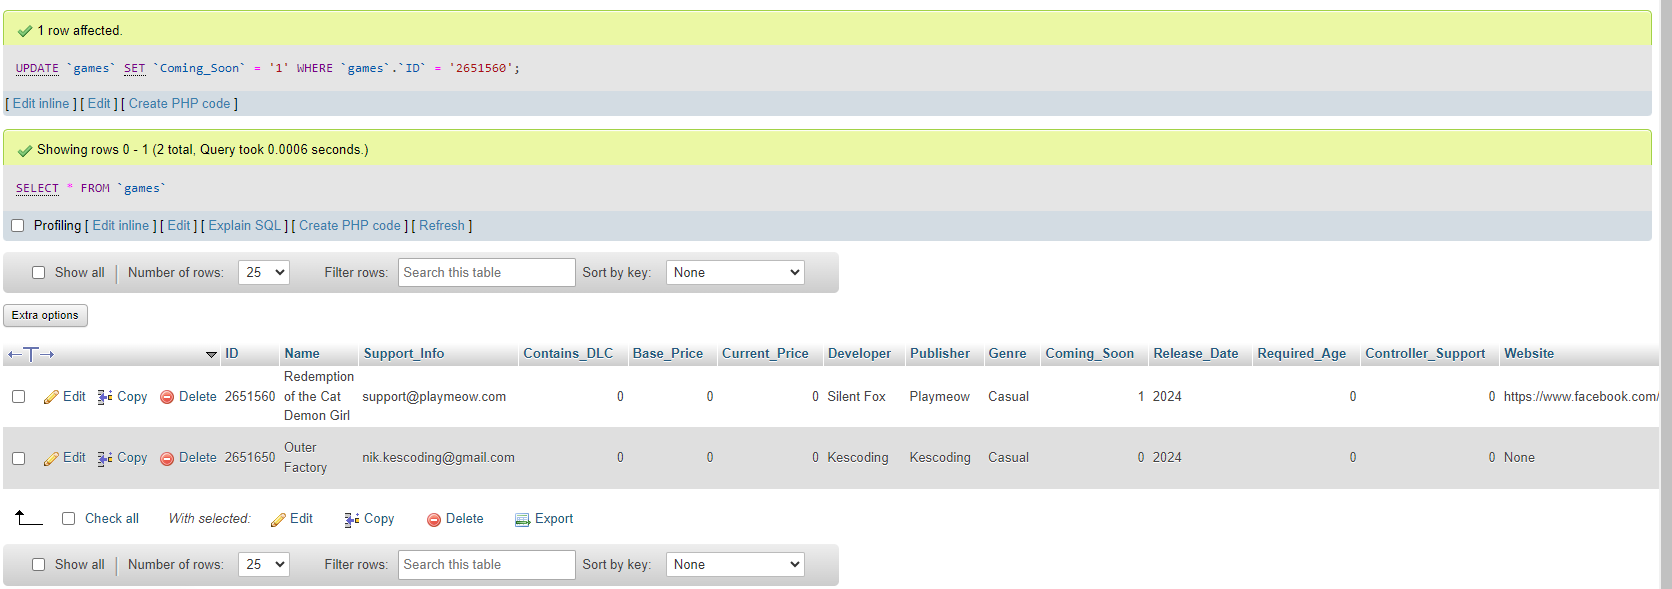 1 row affected.
UPDATE `games` SET `Coming_Soon` = '1' WHERE `games`.`ID` = '2651560';
[ Edit inline ] [ Edit ] [ Create PHP code ]
Showing rows 0 - 1 (2 total, Query took 0.0006 seconds.)
SELECT * FROM `games`
Profiling [ Edit inline ] [ Edit ] [ Explain SQL ] [ Create PHP code ] [ Refresh ]
Show all | Number of rows: 25 Filter rows: Search this table Sort by key: None
Extra options
←T→ ID Name Support_Info Contains_DLC Base_Price Current_Price Developer Publisher Genre Coming_Soon Release_Date Required_Age Controller_Support Website
Redemption
Edit Copy Delete 2651560 of the Cat support@playmeow.com 0 0 0 Silent Fox Playmeow Casual 1 2024 0 0 https://www.facebook.com/
Demon Girl
Outer
Edit Copy Delete 2651650 nik.kescoding@gmail.com 0 0 0 Kescoding Kescoding Casual 0 2024 0 0 None
Factory
Check all With selected: Edit Copy Delete Export
Show all | Number of rows: 25 Filter rows: Search this table Sort by key: None